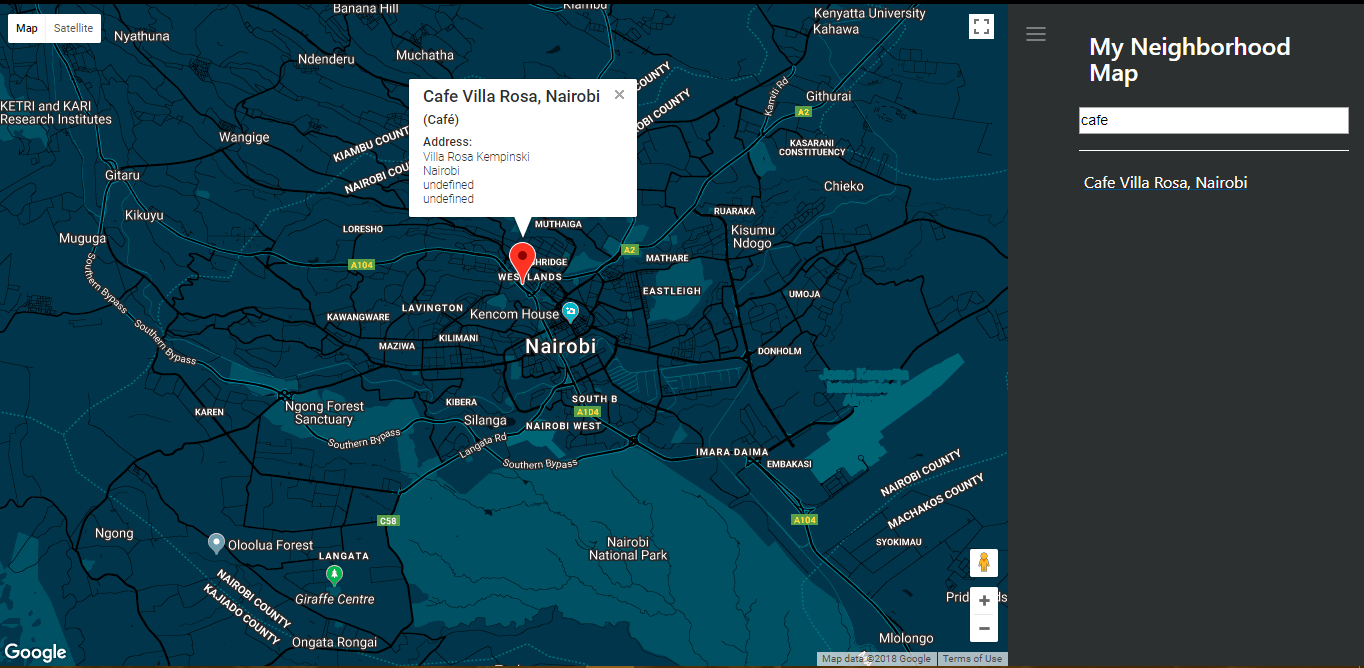 Banana Hill
Kiambu
Kenyatta University
Kahawa
Map
Satellite
Nyathuna
Ndenderu
Muchatha
My Neighborhood
Map
COUNTY
Githurai
Kamiti Rd
A2
KETRI and KARI
Research Institutes
Cafe Villa Rosa, Nairobi
(Café)
Address:
Villa Rosa Kempinski
Nairobi
undefined
undefined
cafe
Wangige
KIAMBU COUNT
NAIROBI COU
OBI COUNTY
KASARANI
CONSTITUENCY
Gitaru
Chieko
Cafe Villa Rosa, Nairobi
Kikuyu
RUARAKA
LORESHO
MUTHAIGA
Kisumu
Ndogo
Muguga
A104
HRIDGE
A2
MATHARE
WESTLANDS
Southern Bypass
EASTLEIGH
UMOJA
LAVINGTON
Kencom House
KAWANGWARE
Southern Bypass
KILIMANI
MAZIWA
Nairobi
DONHOLM
KIBERA
SOUTH B
KAREN
Ngong Forest
Sanctuary
Silanga
A104
NAIROBI WEST
Southern Bypass
Langata Rd
Southern Bypass
IMARA DAIMA
EMBAKASI
NAIROBI COUNTY
MACHAKOS COUNTY
C58
A104
Ngong
Oloolua Forest
Nairobi
National Park
SYOKIMAU
LANGATA
NAIROBI COUNTY
KAJIADO COUNTY
Giraffe Centre
Ongata Rongai
Mlolongo
Google
Map data ©2018 Google
Terms of Use